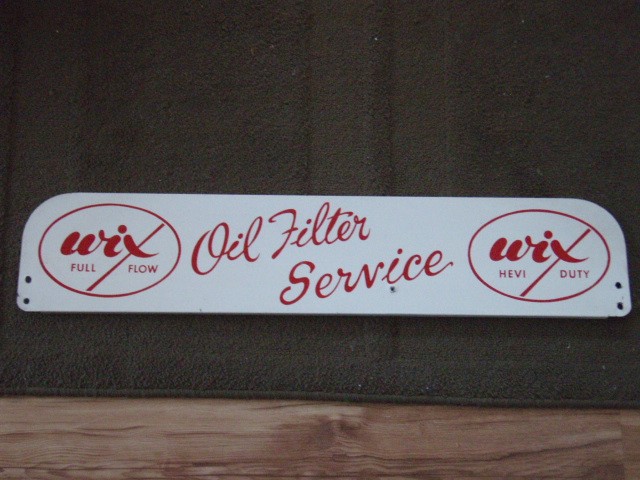 wix
FULL FLOW
Oil Filter
Service
wix
HEVI DUTY